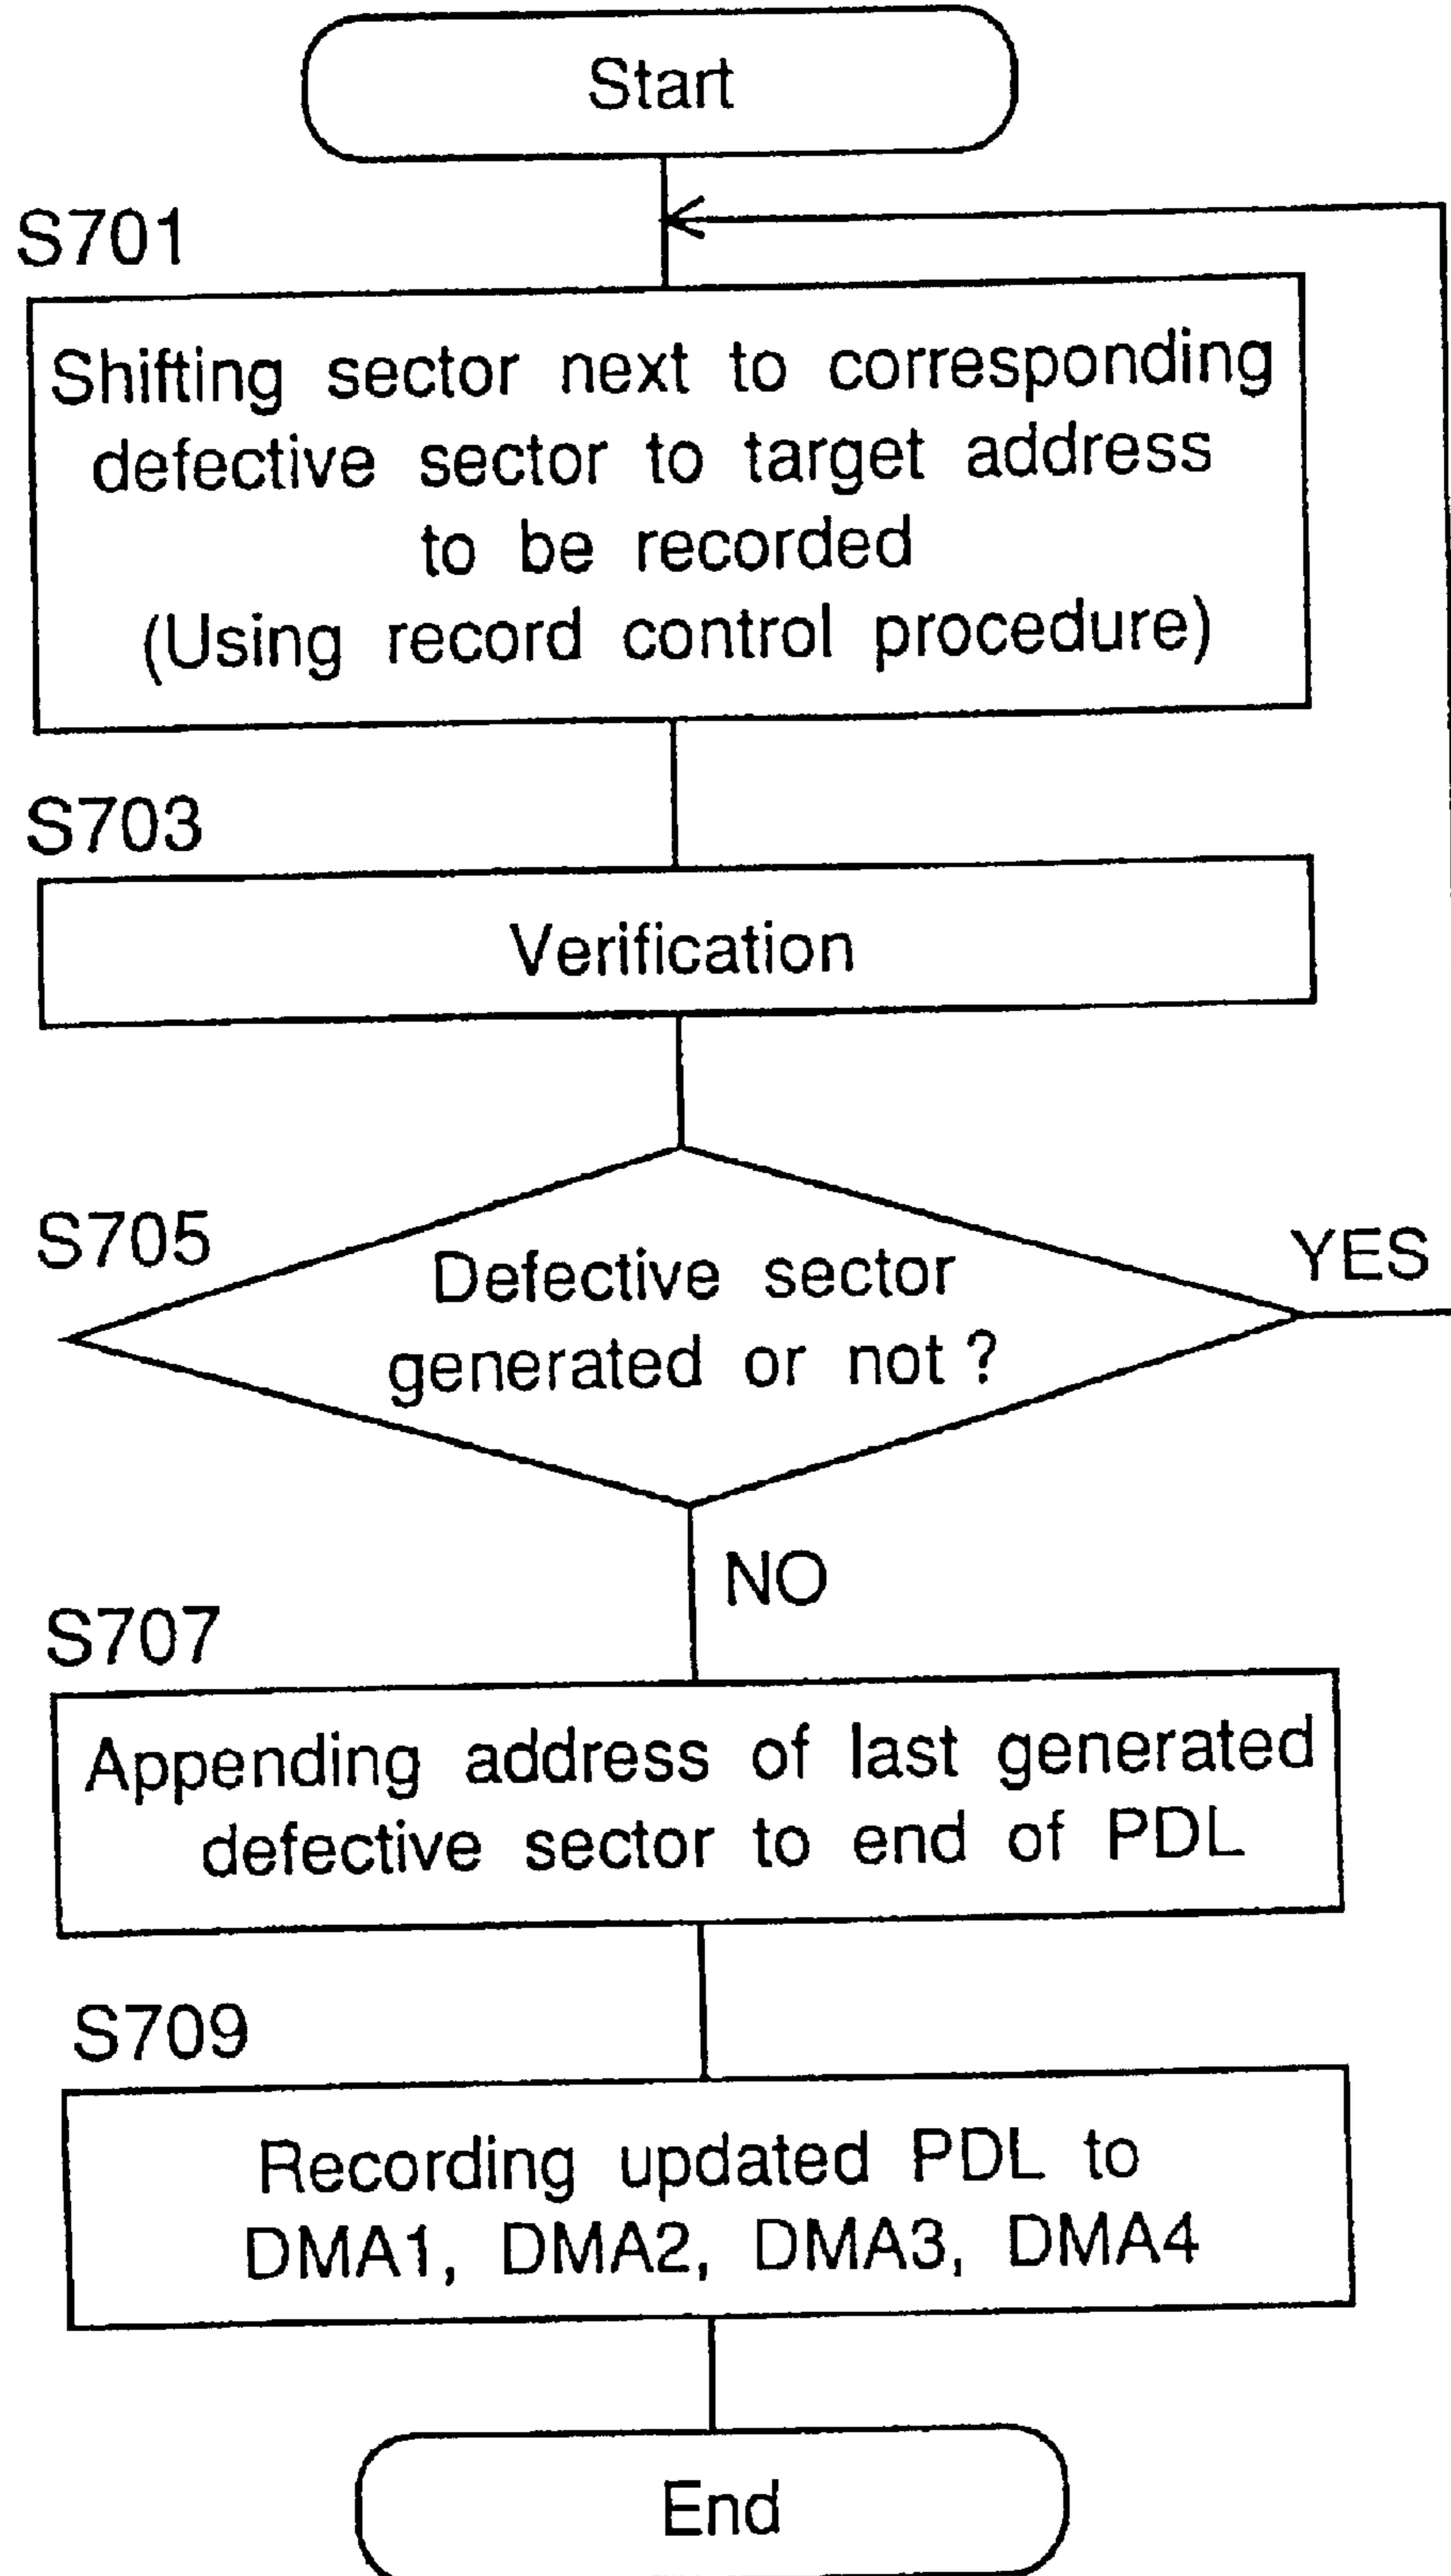 Start
S701
Shifting sector next to corresponding
defective sector to target address
to be recorded
(Using record control procedure)
S703
Verification
S705
Defective sector
generated or not ?
YES
NO
S707
Appending address of last generated
defective sector to end of PDL
S709
Recording updated PDL to
DMA1, DMA2, DMA3, DMA4
End